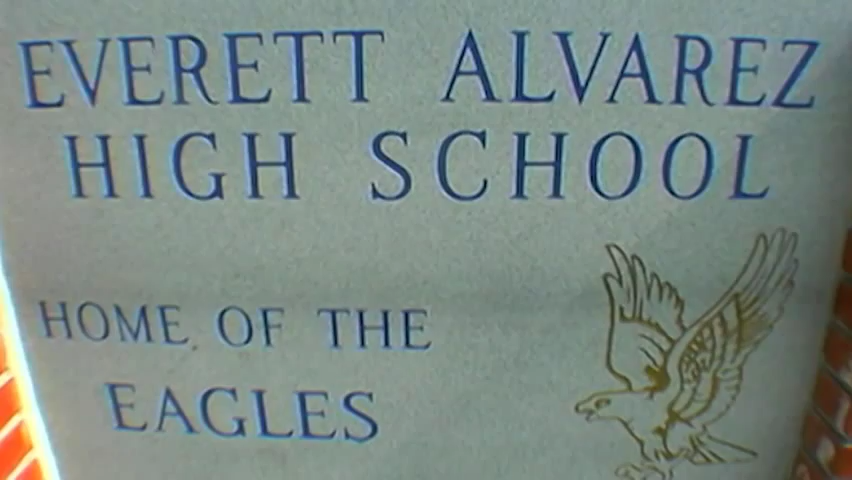 EVERETT ALVAREZ
HIGH SCHOOL
HOME OF THE
EAGLES